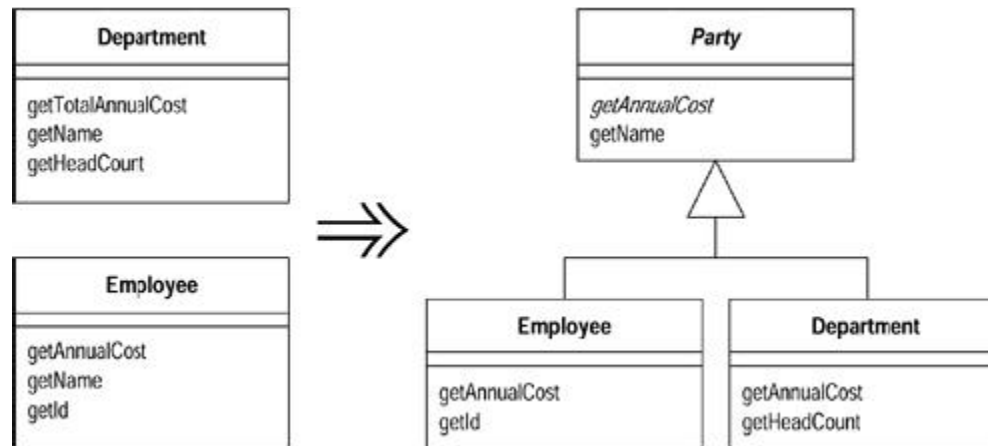 Department
getTotalAnnualCost
getName
getHeadCourt
Employee
getAnnualCost
getName
getId
Party
getAnnualCost
getName
Employee
getAnnualCost
getId
Department
getAnnualCost
getHeadCount